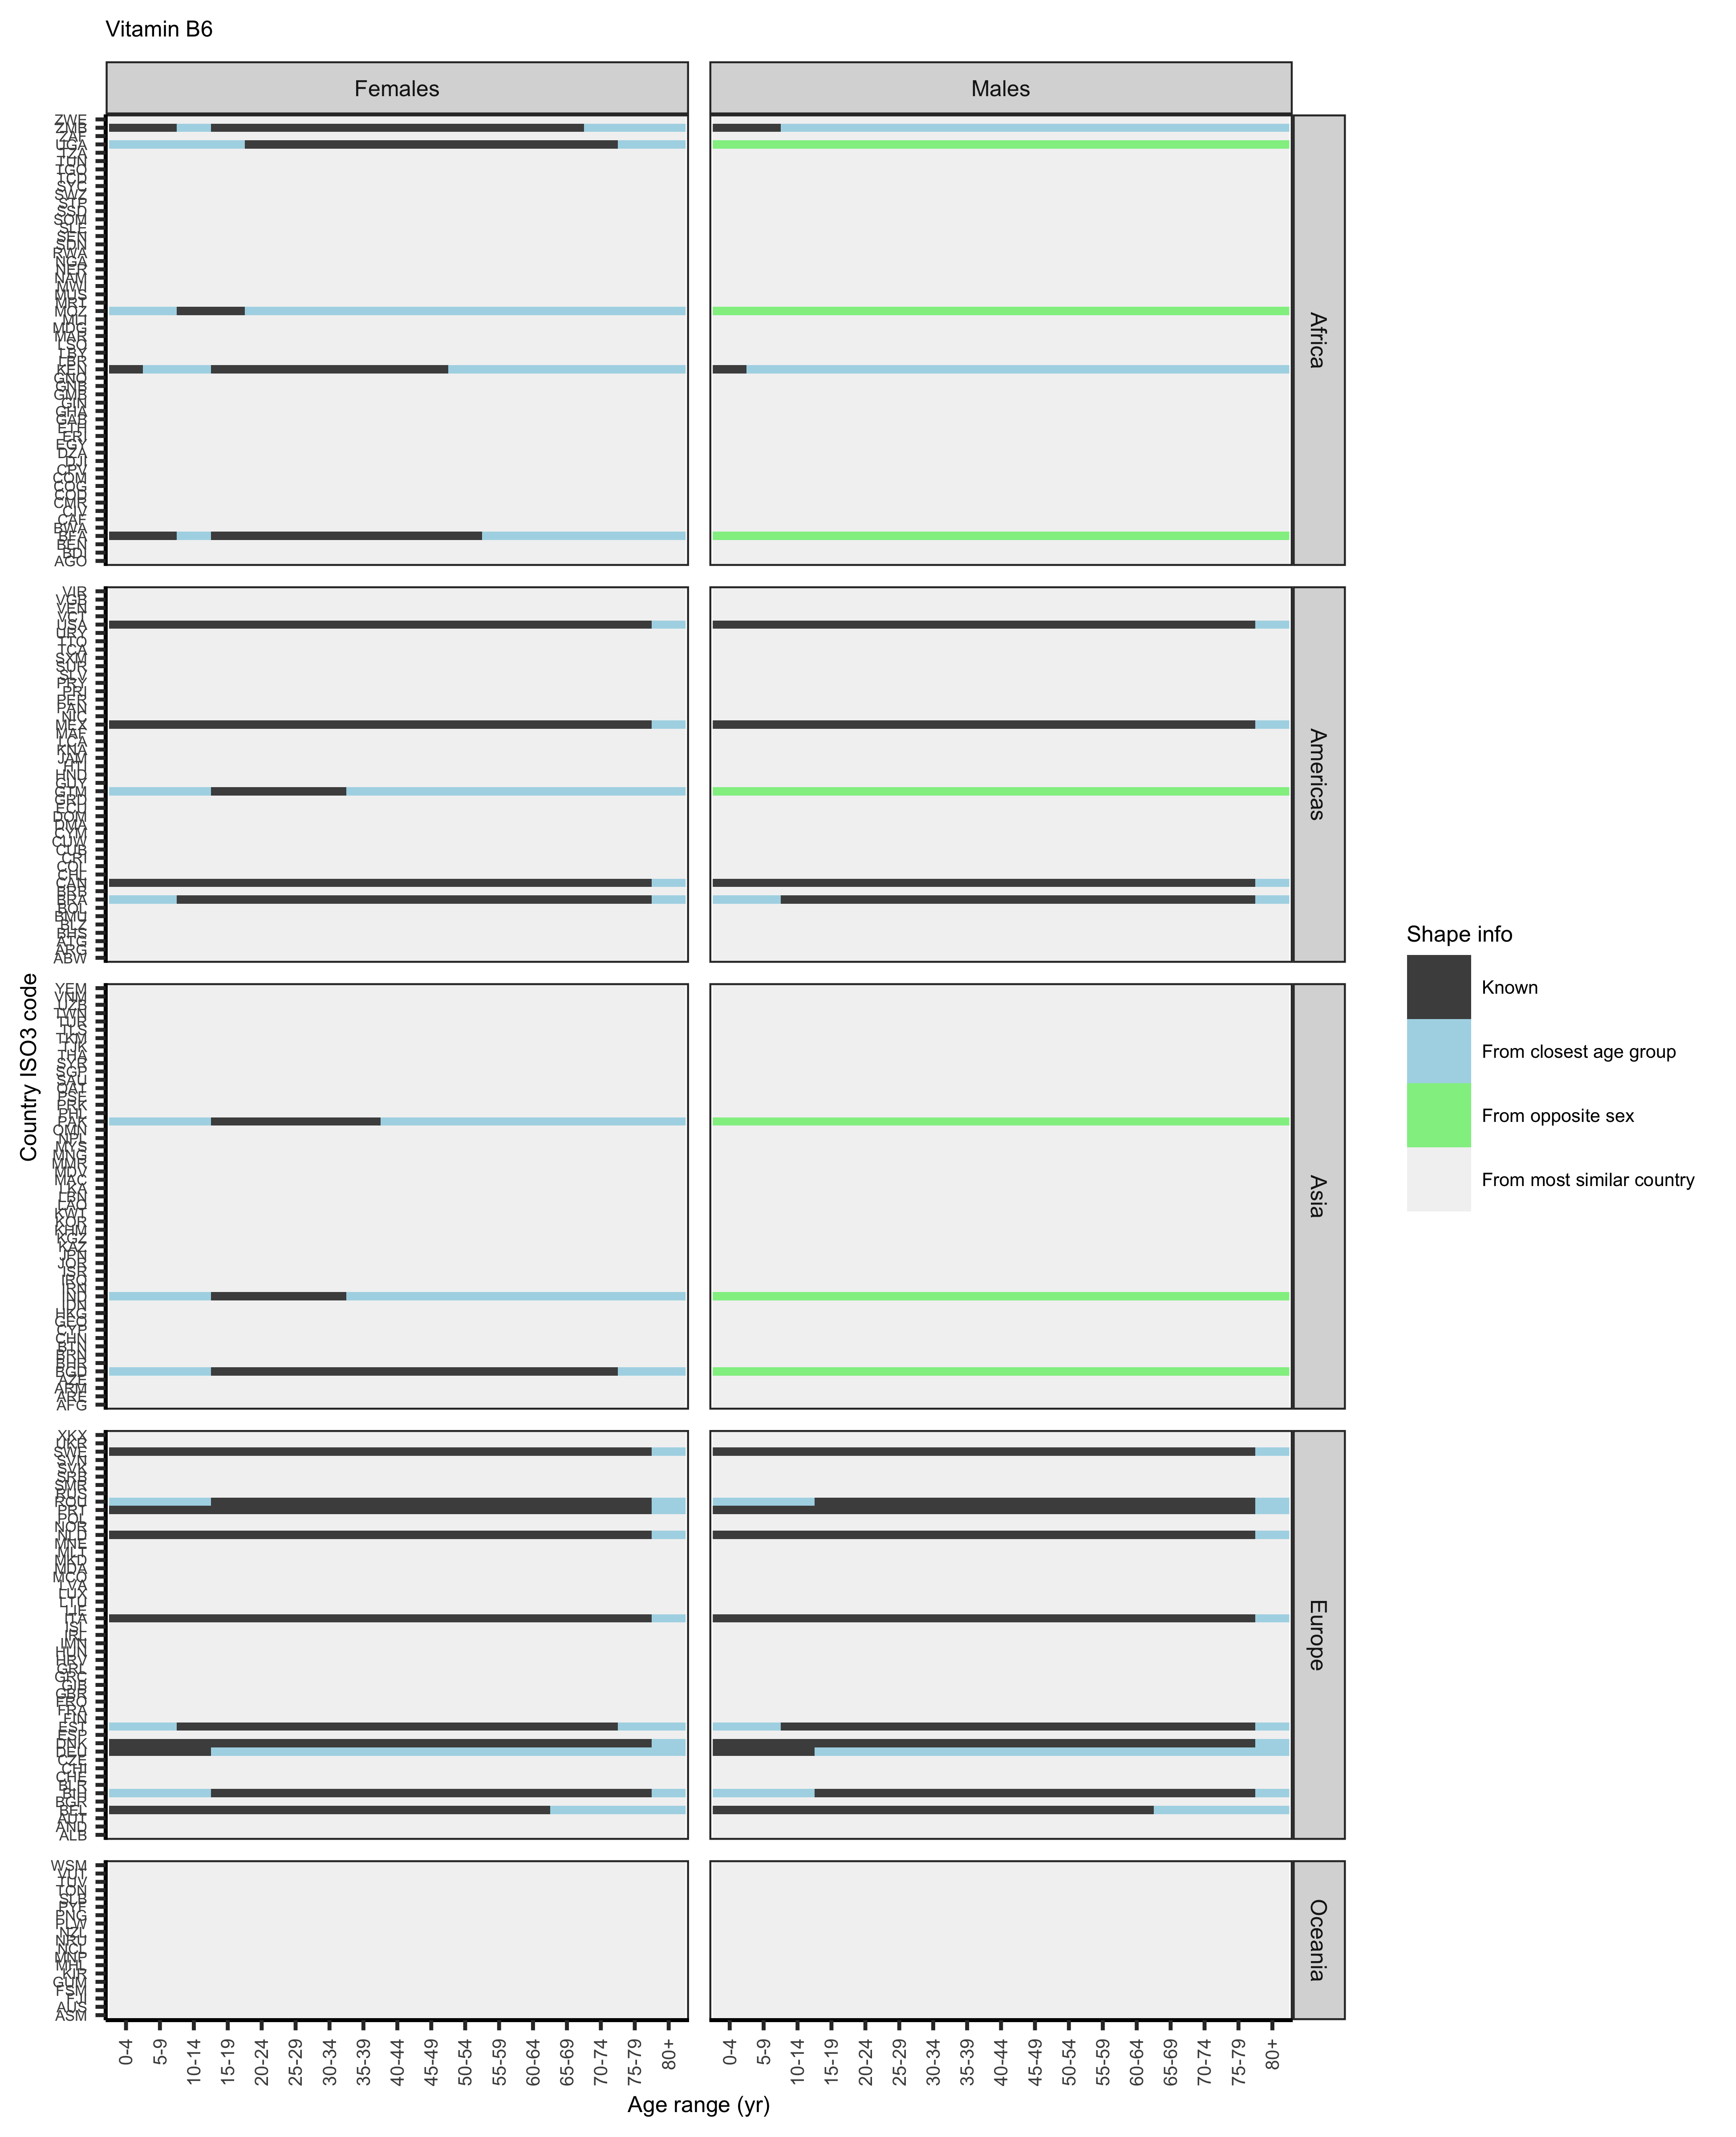 Vitamin B6
Females
Males
ZWE
ZMB
ZAF
UGA
TZA
TUN
TGO
TCD
SYC
SWZ
STP
SSD
SOM
SLE
SEN
SDN
RWA
NGA
NER
NAM
MWI
MUS
MRT
MOZ
MLI
MDG
MAR
LSO
LBY
LBR
KEN
GNQ
GNB
GMB
GIN
GHA
GAB
ETH
ERI
EGY
DZA
DJI
CPV
COM
COG
COD
CMR
CIV
CAF
BWA
BFA
BEN
BDI
AGO
Africa
VIR
VGB
VEN
VCT
USA
URY
TTO
TCA
SXM
SUR
SLV
PRY
PRI
PER
PAN
NIC
MEX
MAF
LCA
KNA
JAM
HTI
HND
GUY
GTM
GRD
ECU
DOM
DMA
CYM
CUW
CUB
CRI
COL
CHL
CAN
BRB
BRA
BOL
BMU
BLZ
BHS
ATG
ARG
ABW
Americas
YEM
VNM
UZB
TWN
TUR
TLS
TKM
TJK
THA
SYR
SGP
SAU
QAT
PSE
PRK
PHL
PAK
OMN
NPL
MYS
MNG
MMR
MDV
MAC
LKA
LBN
LAO
KWT
KOR
KHM
KGZ
KAZ
JPN
JOR
ISR
IRQ
IRN
IND
IDN
HKG
GEO
CYP
CHN
BTN
BRN
BHR
BGD
AZE
ARM
ARE
AFG
Asia
XKX
UKR
SWE
SVN
SVK
SRB
SMR
RUS
ROU
PRT
POL
NOR
NLD
MNE
MLT
MKD
MDA
MCO
LVA
LUX
LTU
LIE
ITA
ISL
IRL
IMN
HUN
HRV
GRL
GRC
GIB
GBR
FRO
FRA
FIN
EST
ESP
DNK
DEU
CZE
CHI
CHE
BLR
BIH
BGR
BEL
AUT
AND
ALB
Europe
WSM
VUT
TUV
TON
SLB
PYF
PNG
PLW
NZL
NRU
NCL
MNP
MHL
KIR
GUM
FSM
FJI
AUS
ASM
Oceania
Country ISO3 code
0-4 5-9 10-14 15-19 20-24 25-29 30-34 35-39 40-44 45-49 50-54 55-59 60-64 65-69 70-74 75-79 80+
0-4 5-9 10-14 15-19 20-24 25-29 30-34 35-39 40-44 45-49 50-54 55-59 60-64 65-69 70-74 75-79 80+
Age range (yr)
Shape info
Known
From closest age group
From opposite sex
From most similar country